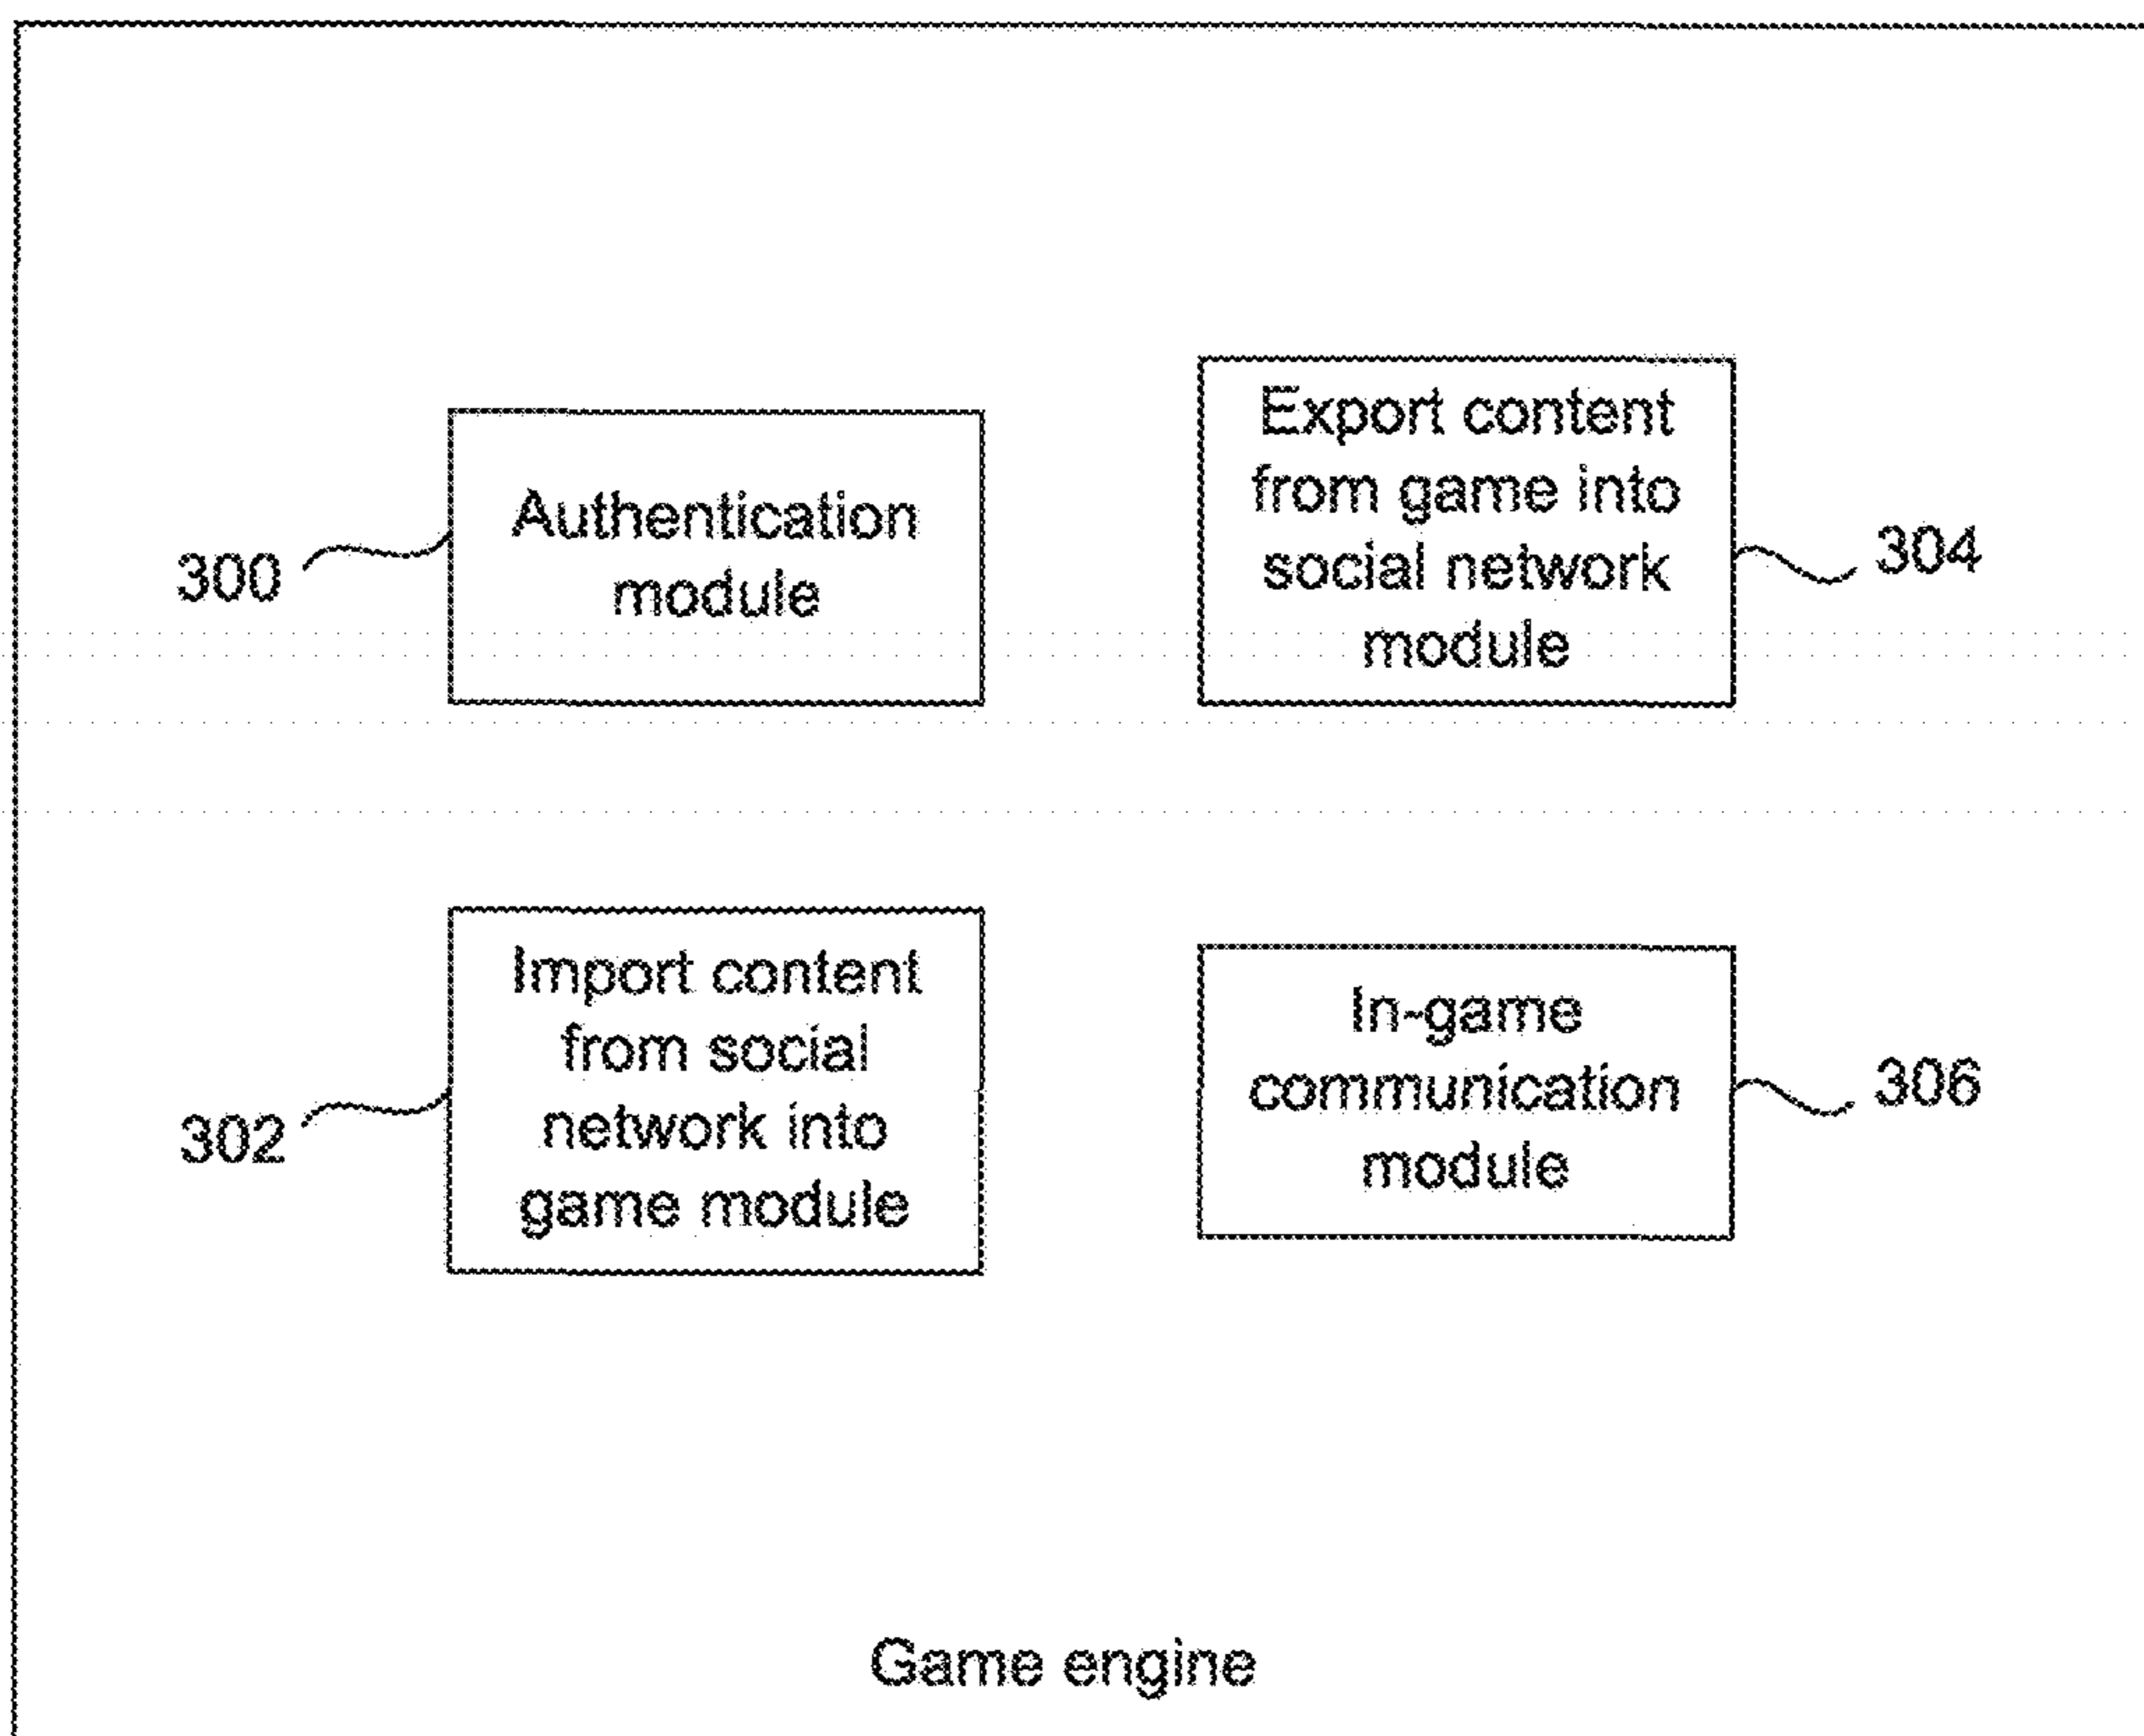 Authentication
module
300
Export content
from game into
social network
module
304
Import content
from social
network into
game module
302
In-game
communication
module
306
Game engine